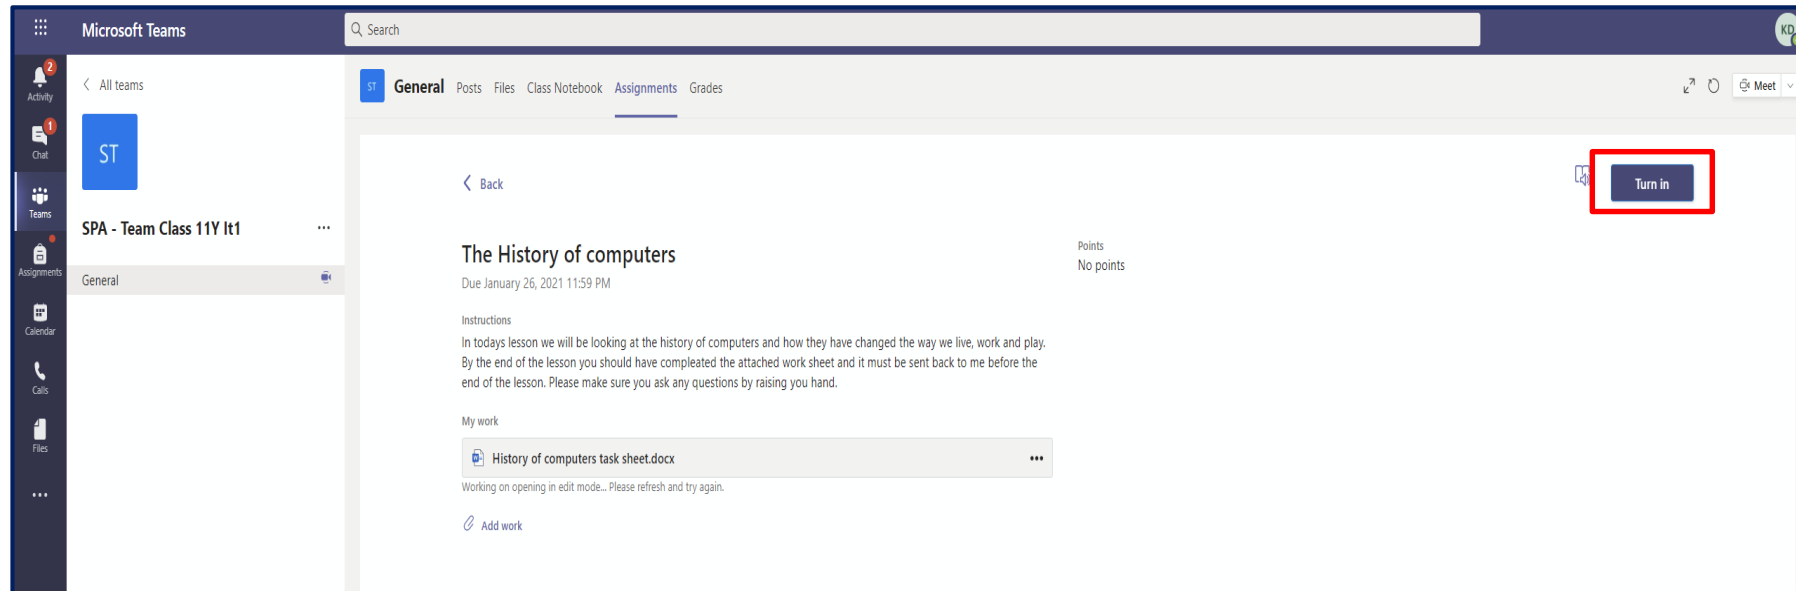 Microsoft Teams
Search
KD
2
Activity
1
Chat
Teams
Assignments
Calendar
Calls
Files
All teams
ST
SPA - Team Class 11Y It1
General
ST
General Posts Files Class Notebook Assignments Grades
Meet
Back
Turn in
The History of computers
Due January 26, 2021 11:59 PM
Points
No points
Instructions
In todays lesson we will be looking at the history of computers and how they have changed the way we live, work and play.
By the end of the lesson you should have compleated the attached work sheet and it must be sent back to me before the
end of the lesson. Please make sure you ask any questions by raising you hand.
My work
History of computers task sheet.docx
Working on opening in edit mode... Please refresh and try again.
Add work